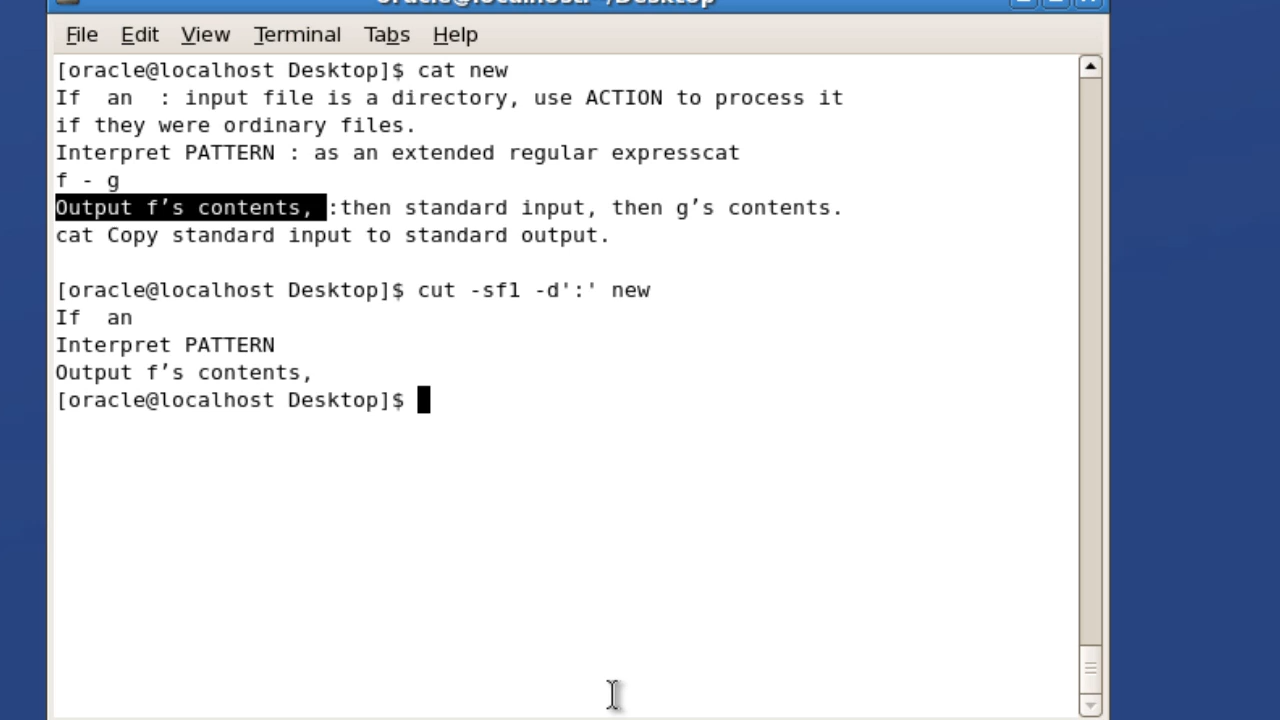 oracle@localhost:~/Desktop
File Edit View Terminal Tabs Help
[oracle@localhost Desktop]$ cat new
If  an  : input file is a directory, use ACTION to process it
if they were ordinary files.
Interpret PATTERN : as an extended regular expresscat
f - g
Output f’s contents, :then standard input, then g’s contents.
cat Copy standard input to standard output.
[oracle@localhost Desktop]$ cut -sf1 -d':' new
If  an
Interpret PATTERN
Output f’s contents,
[oracle@localhost Desktop]$